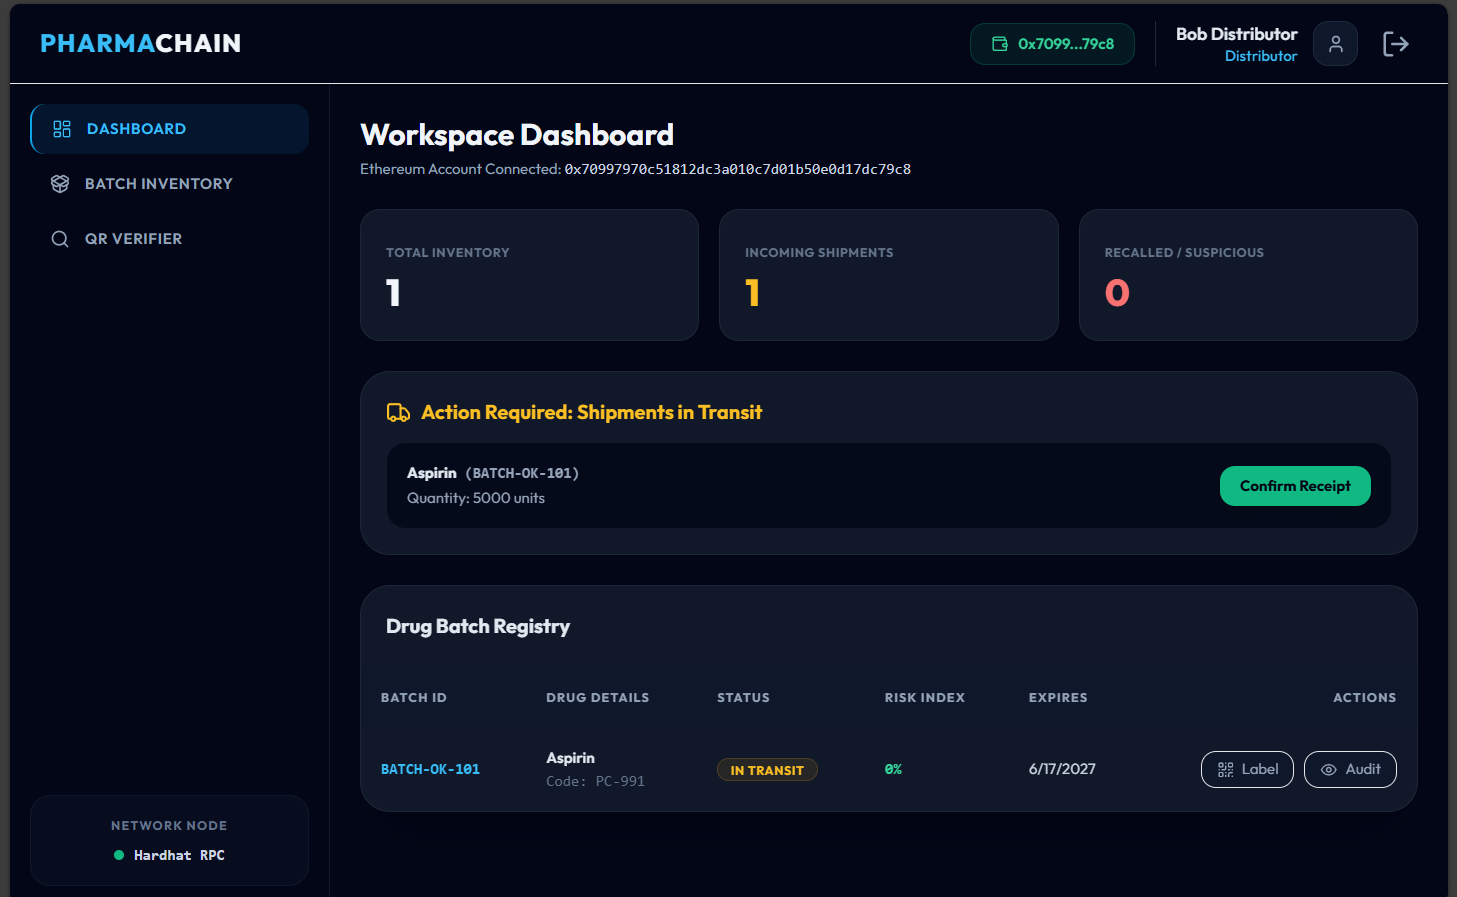 PHARMACHAIN
0x7099...79c8
Bob Distributor
Distributor
DASHBOARD
BATCH INVENTORY
QR VERIFIER
NETWORK NODE
Hardhat RPC
Workspace Dashboard
Ethereum Account Connected: 0x70997970c51812dc3a010c7d01b50e0d17dc79c8
TOTAL INVENTORY
1
INCOMING SHIPMENTS
1
RECALLED / SUSPICIOUS
0
Action Required: Shipments in Transit
Aspirin (BATCH-OK-101)
Quantity: 5000 units
Confirm Receipt
Drug Batch Registry
BATCH ID DRUG DETAILS STATUS RISK INDEX EXPIRES ACTIONS
BATCH-OK-101 Aspirin IN TRANSIT 0% 6/17/2027 Label Audit
Code: PC-991